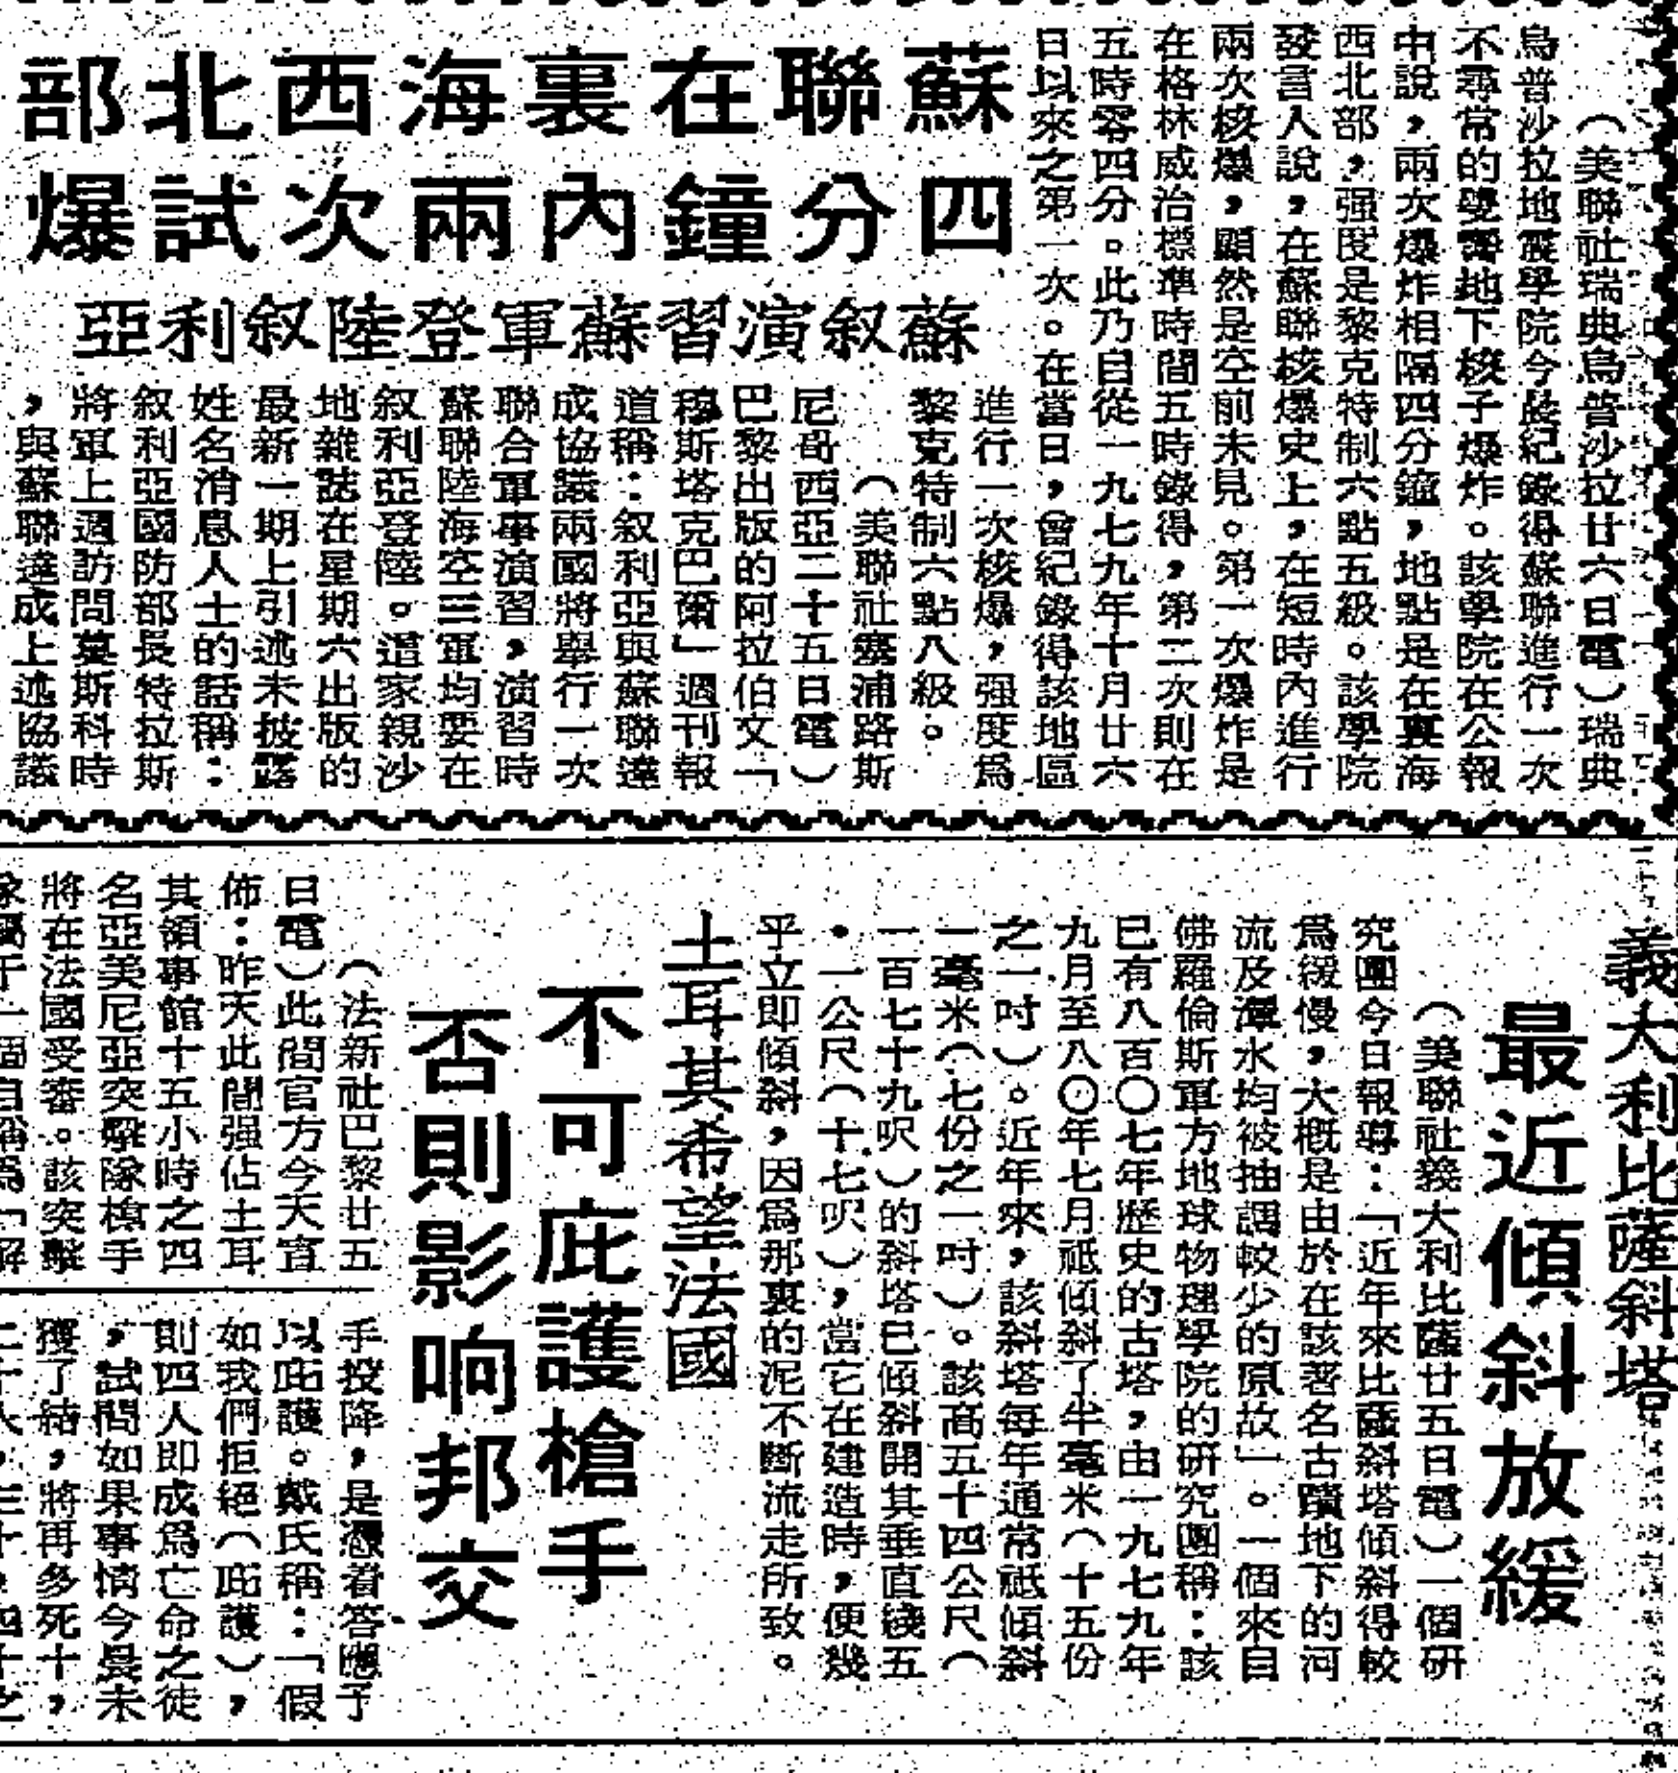 蘇聯在裏海西北部
四分鐘內兩次試爆
蘇叙演習蘇軍登陸叙利亞
（美聯社瑞典烏普沙拉廿六日電）瑞典
烏普沙拉地震學院今晨紀錄得蘇聯進行一次
不尋常的雙響地下核子爆炸。該學院在公報
中說，兩次爆炸相隔四分鐘，地點是在裏海
西北部，强度是黎克特制六點五級。該學院
發言人說，在蘇聯核爆史上，在短時內進行
兩次核爆，顯然是空前未見。第一次爆炸是
在格林威治標準時間五時錄得，第二次則在
五時零四分。此乃自從一九七九年十月廿六
日以來之第一次。在當日，曾紀錄得該地區
進行一次核爆，强度爲
黎克特制六點八級。
（美聯社塞浦路斯
尼哥西亞二十五日電）
巴黎出版的阿拉伯文「
穆斯塔克巴爾」週刊報
道稱：叙利亞與蘇聯達
成協議兩國將舉行一次
聯合軍事演習，演習時
蘇聯陸海空三軍均要在
叙利亞登陸。這家親沙
地雜誌在星期六出版的
最新一期上引述未披露
姓名消息人士的話稱：
叙利亞國防部長特拉斯
將軍上週訪問莫斯科時
，與蘇聯達成上述協議
義大利比薩斜塔
最近傾斜放緩
（美聯社義大利比薩廿五日電）一個研
究團今日報導：「近年來比薩斜塔傾斜得較
爲緩慢，大概是由於在該著名古蹟地下的河
流及潭水均被抽調較少的原故」。一個來自
佛羅倫斯軍方地球物理學院的研究團稱：該
已有八百〇七年歷史的古塔，由一九七九年
九月至八〇年七月祗傾斜了半毫米（十五份
之一吋）。近年來，該斜塔每年通常祗傾斜
一毫米（七份之一吋）。該高五十四公尺（
一百七十九呎）的斜塔已傾斜開其垂直綫五
・一公尺（十七呎），當它在建造時，便幾
乎立即傾斜，因爲那裏的泥不斷流走所致。
土耳其希望法國
不可庇護槍手
否則影响邦交
（法新社巴黎廿五
日電）此間官方今天宣
佈：昨天此間强佔土耳
其領事館十五小時之四
名亞美尼亞突擊隊槍手
將在法國受審。該突擊
手投降，是憑着答應予
以庇護。戴氏稱：「假
如我們拒絕（庇護），
則四人即成爲亡命之徒
，試問如果事情今晨未
獲了結，將再多死十，